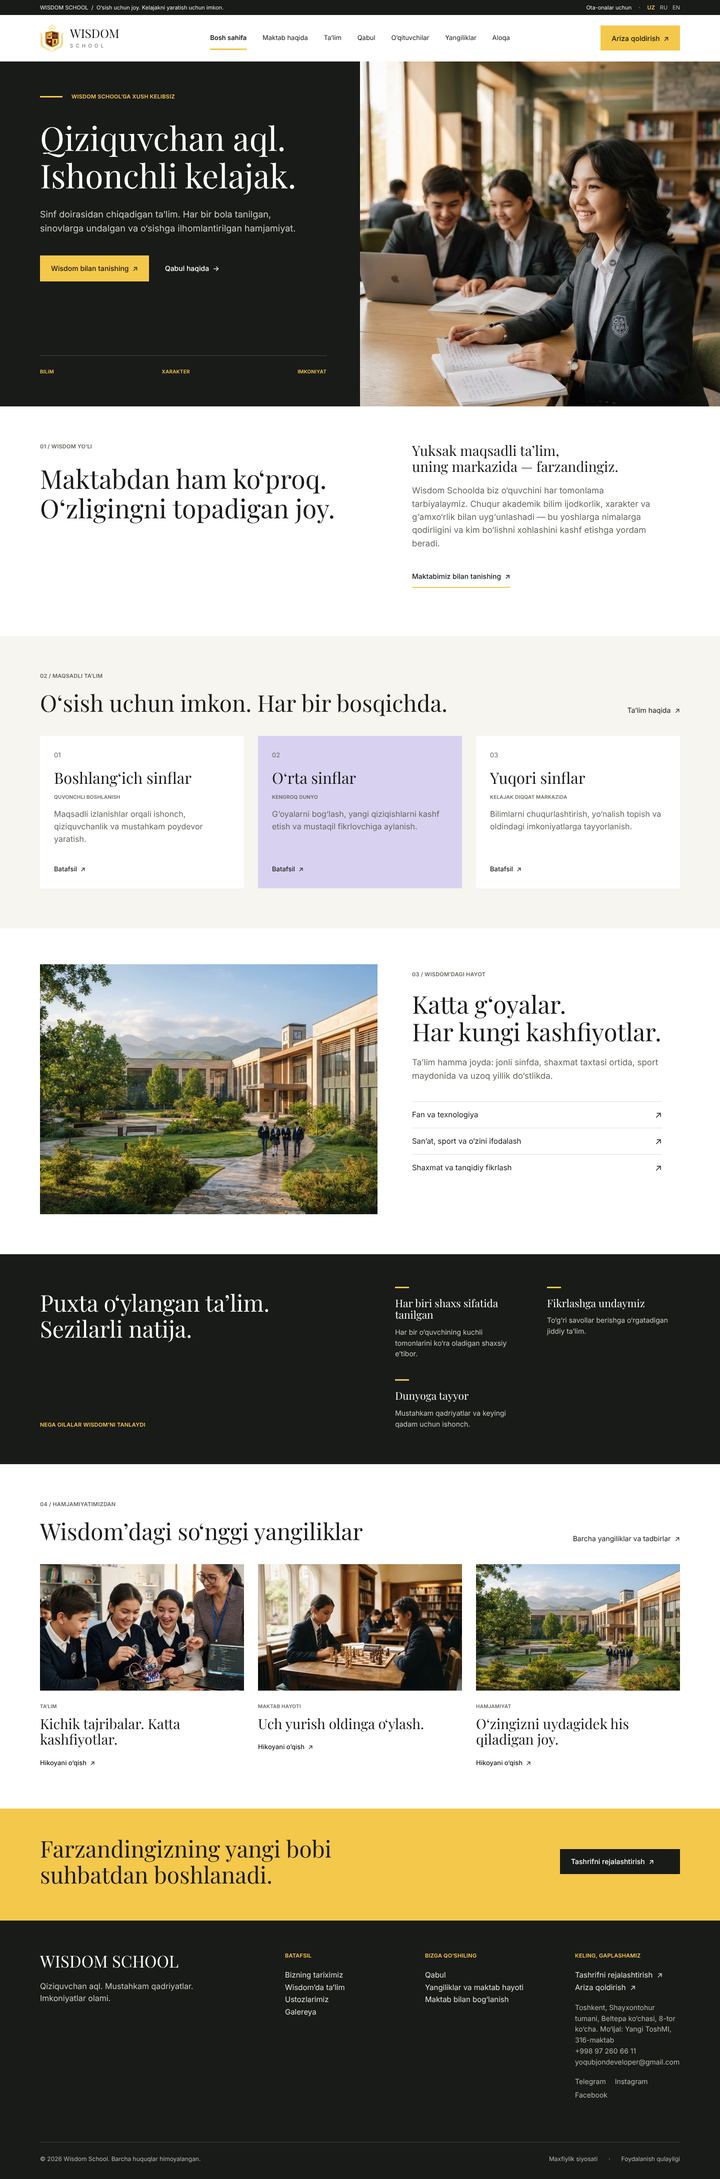 WISDOM SCHOOL / O'sish uchun joy. Kelajakni yaratish uchun imkon.
Ota-onalar uchun · UZ RU EN
WISDOM
SCHOOL
Bosh sahifa Maktab haqida Ta'lim Qabul O'qituvchilar Yangiliklar Aloqa
Ariza qoldirish ↗
WISDOM SCHOOL'GA XUSH KELIBSIZ
Qiziquvchan aql.
Ishonchli kelajak.
Sinf doirasidan chiqadigan ta'lim. Har bir bola tanilgan,
sinovlarga undalgan va o'sishga ilhomlantirilgan hamjamiyat.
Wisdom bilan tanishing ↗
Qabul haqida →
BILIM XARAKTER IMKONIYAT
01 / WISDOM YO'LI
Maktabdan ham ko‘proq.
O‘zligingni topadigan joy.
Yuksak maqsadli ta’lim,
uning markazida — farzandingiz.
Wisdom Schoolda biz o'quvchini har tomonlama
tarbiyalaymiz. Chuqur akademik bilim ijodkorlik, xarakter va
g'amxo'rlik bilan uyg'unlashadi — bu yoshlarga nimalarga
qodirligini va kim bo'lishni xohlashini kashf etishga yordam
beradi.
Maktabimiz bilan tanishing ↗
02 / MAQSADLI TA'LIM
O‘sish uchun imkon. Har bir bosqichda.
Ta'lim haqida ↗
01
Boshlang‘ich sinflar
QUVONCHLI BOSHLANISH
Maqsadli izlanishlar orqali ishonch,
qiziquvchanlik va mustahkam poydevor
yaratish.
Batafsil ↗
02
O‘rta sinflar
KENGROQ DUNYO
G'oyalarni bog'lash, yangi qiziqishlarni kashf
etish va mustaqil fikrlovchiga aylanish.
Batafsil ↗
03
Yuqori sinflar
KELAJAK DIQQAT MARKAZIDA
Bilimlarni chuqurlashtirish, yo'nalish topish va
oldindagi imkoniyatlarga tayyorlanish.
Batafsil ↗
03 / WISDOM'DAGI HAYOT
Katta g‘oyalar.
Har kungi kashfiyotlar.
Ta'lim hamma joyda: jonli sinfda, shaxmat taxtasi ortida, sport
maydonida va uzoq yillik do'stlikda.
Fan va texnologiya ↗
San'at, sport va o'zini ifodalash ↗
Shaxmat va tanqidiy fikrlash ↗
Puxta o‘ylangan ta’lim.
Sezilarli natija.
NEGA OILALAR WISDOM'NI TANLAYDI
Har biri shaxs sifatida
tanilgan
Har bir o'quvchining kuchli
tomonlarini ko'ra oladigan shaxsiy
e'tibor.
Fikrlashga undaymiz
To'g'ri savollar berishga o'rgatadigan
jiddiy ta'lim.
Dunyoga tayyor
Mustahkam qadriyatlar va keyingi
qadam uchun ishonch.
04 / HAMJAMIYATIMIZDAN
Wisdom’dagi so‘nggi yangiliklar
Barcha yangiliklar va tadbirlar ↗
TA'LIM
Kichik tajribalar. Katta
kashfiyotlar.
Hikoyani o'qish ↗
MAKTAB HAYOTI
Uch yurish oldinga o‘ylash.
Hikoyani o'qish ↗
HAMJAMIYAT
O‘zingizni uydagidek his
qiladigan joy.
Hikoyani o'qish ↗
Farzandingizning yangi bobi
suhbatdan boshlanadi.
Tashrifni rejalashtirish ↗
WISDOM SCHOOL
Qiziquvchan aql. Mustahkam qadriyatlar.
Imkoniyatlar olami.
BATAFSIL
Bizning tariximiz
Wisdom'da ta'lim
Ustozlarimiz
Galereya
BIZGA QO'SHILING
Qabul
Yangiliklar va maktab hayoti
Maktab bilan bog'lanish
KELING, GAPLASHAMIZ
Tashrifni rejalashtirish ↗
Ariza qoldirish ↗
Toshkent, Shayxontohur
tumani, Beltepa ko'chasi, 8-tor
ko'cha. Mo'ljal: Yangi ToshMI,
316-maktab
+998 97 260 66 11
yoqubjondeveloper@gmail.com
Telegram Instagram
Facebook
© 2026 Wisdom School. Barcha huquqlar himoyalangan.
Maxfiylik siyosati · Foydalanish qulayligi